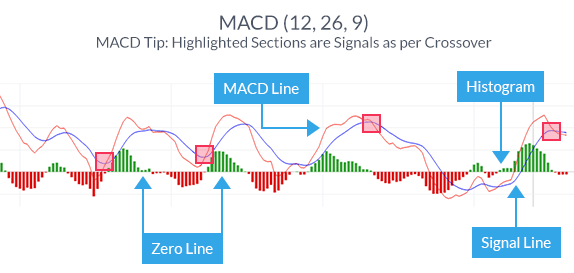 MACD (12, 26, 9)
MACD Tip: Highlighted Sections are Signals as per Crossover
MACD Line
Histogram
Zero Line
Signal Line